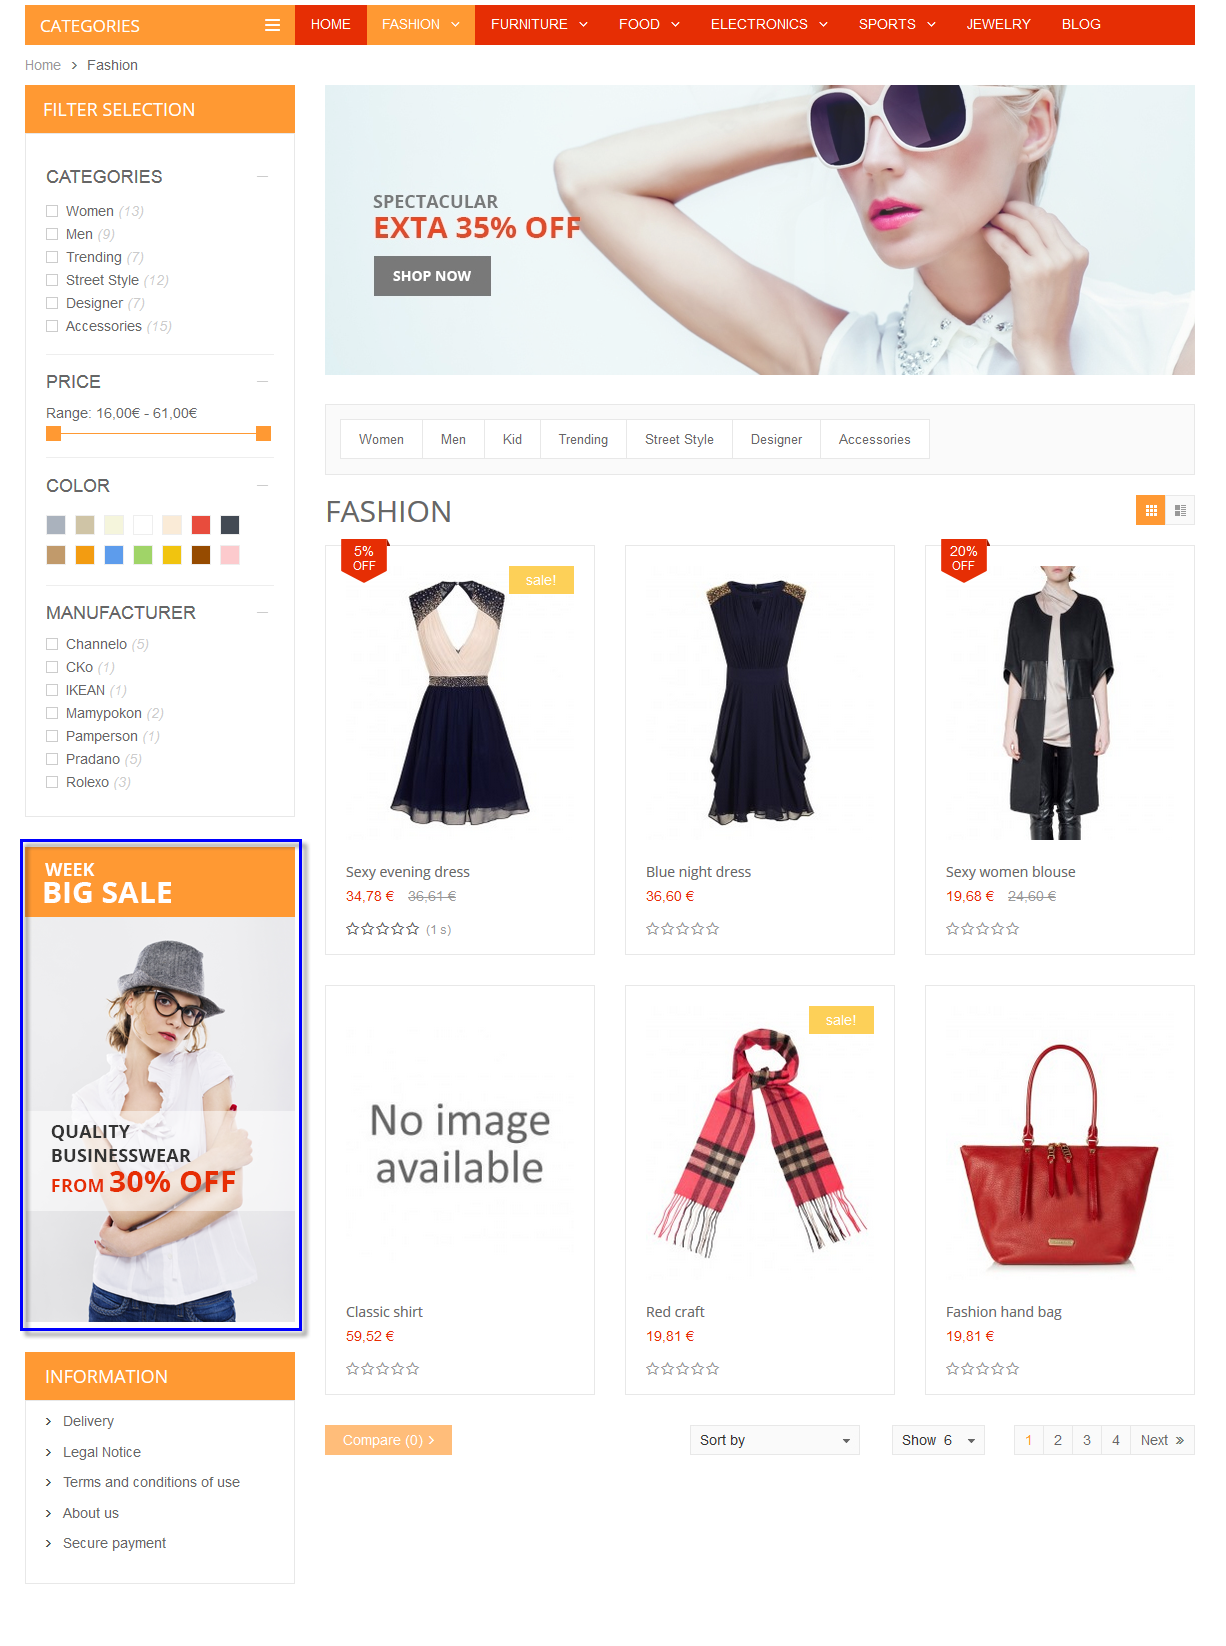 CATEGORIES
HOME FASHION FURNITURE FOOD ELECTRONICS SPORTS JEWELRY BLOG
Home > Fashion
FILTER SELECTION
CATEGORIES
Women (13)
Men (9)
Trending (7)
Street Style (12)
Designer (7)
Accessories (15)
PRICE
Range: 16,00€ - 61,00€
COLOR
MANUFACTURER
Channelo (5)
CKo (1)
IKEAN (1)
Mamypokon (2)
Pamperson (1)
Pradano (5)
Rolexo (3)
WEEK
BIG SALE
QUALITY
BUSINESSWEAR
FROM 30% OFF
INFORMATION
> Delivery
> Legal Notice
> Terms and conditions of use
> About us
> Secure payment
SPECTACULAR
EXTA 35% OFF
SHOP NOW
Women Men Kid Trending Street Style Designer Accessories
FASHION
5%
OFF
sale!
Sexy evening dress
34,78 € 36,61 €
(1 s)
Blue night dress
36,60 €
20%
OFF
Sexy women blouse
19,68 € 24,60 €
No image
available
Classic shirt
59,52 €
sale!
Red craft
19,81 €
Fashion hand bag
19,81 €
Compare (0) >
Sort by
Show 6
1 2 3 4 Next »